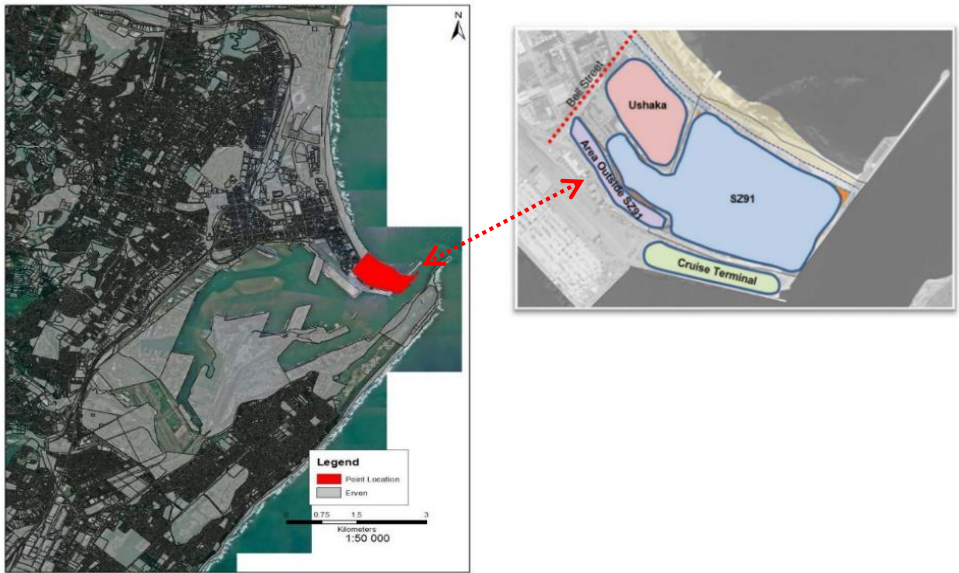 N
Legend
Point Location
Erven
0 0.75 1.5 3
Kilometers
1:50 000
Bell Street
Ushaka
Area Outside SZ91
SZ91
Cruise Terminal